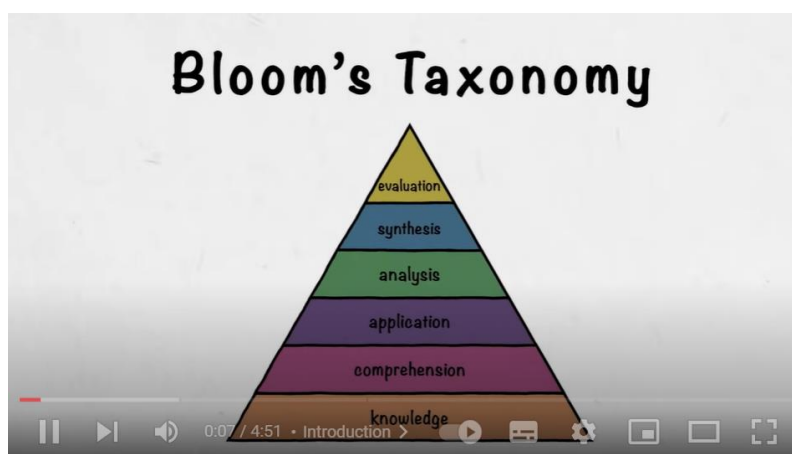 Bloom's Taxonomy
evaluation
synthesis
analysis
application
comprehension
knowledge
0:07 / 4:51 • Introduction >